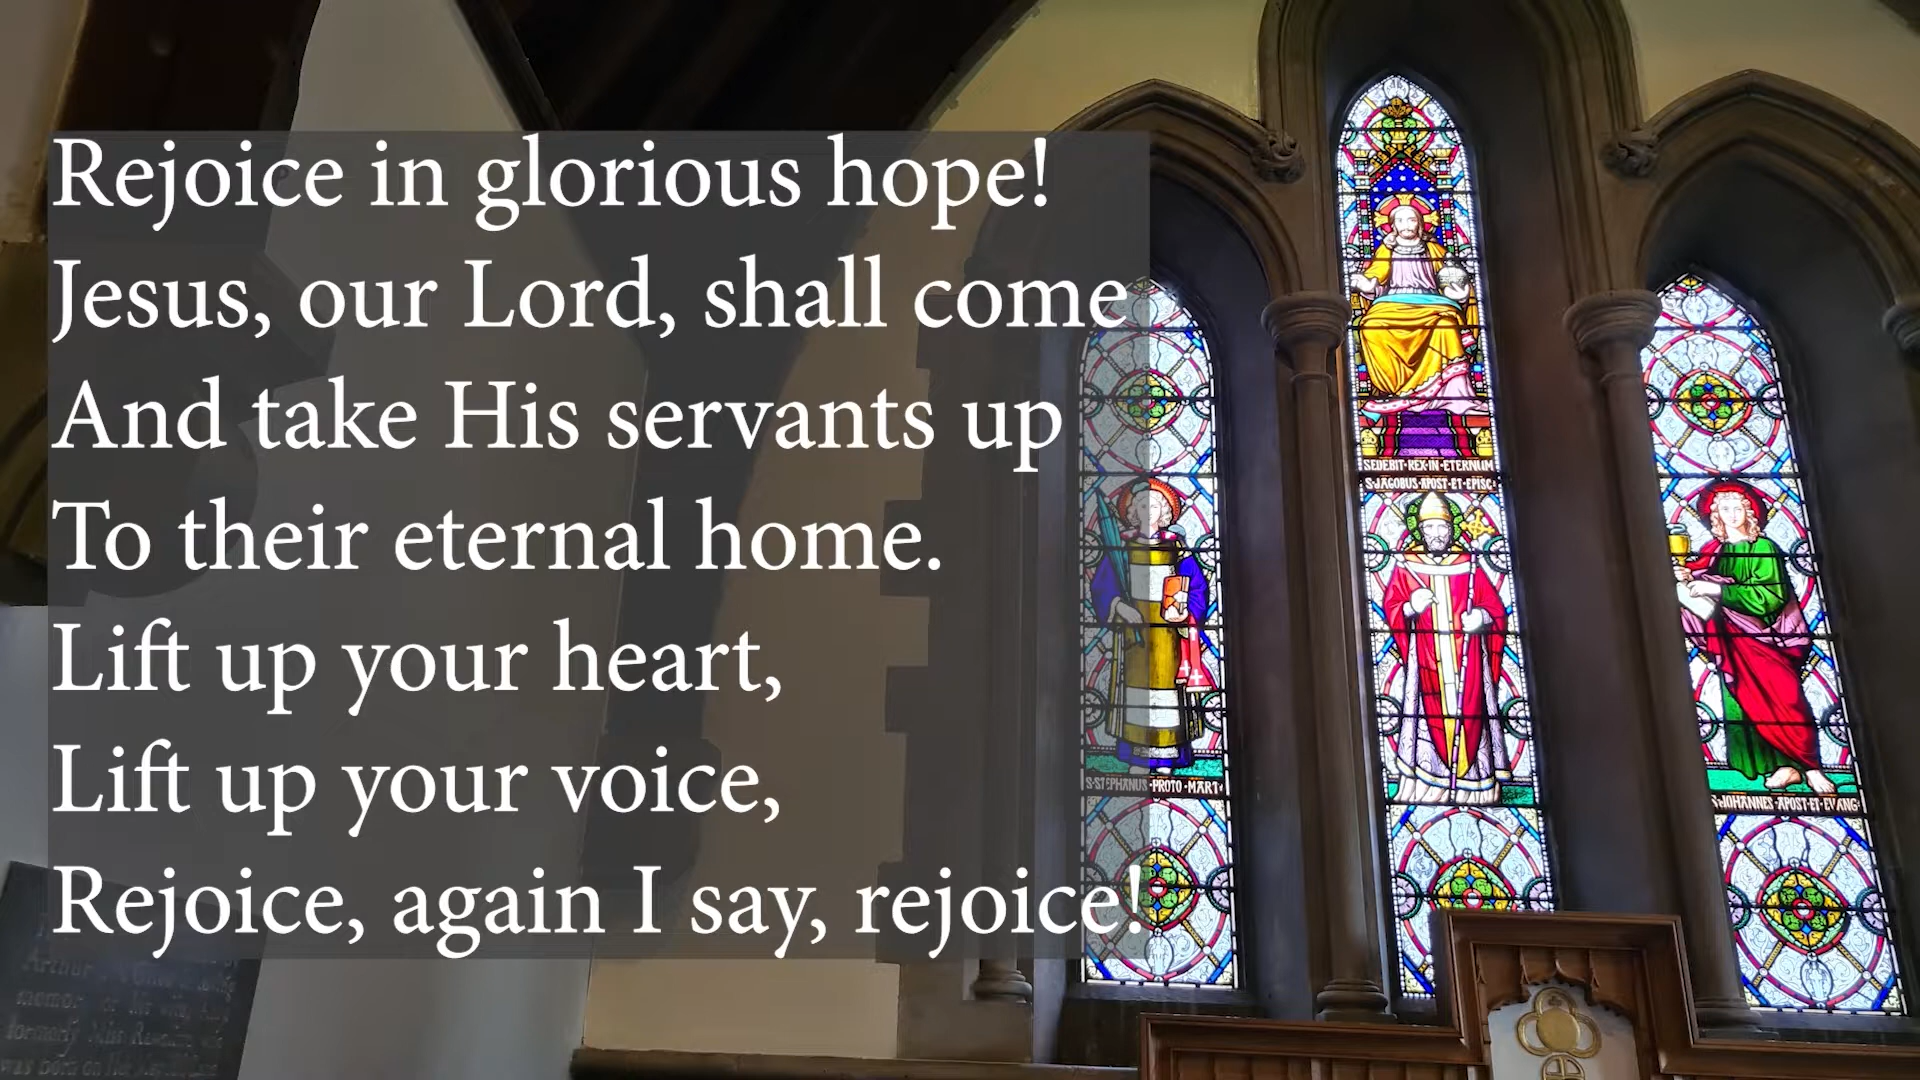 Rejoice in glorious hope!
Jesus, our Lord, shall come
And take His servants up
To their eternal home.
Lift up your heart,
Lift up your voice,
Rejoice, again I say, rejoice!
SEDEBIT·REX·IN·ETERNUM
S·JACOBUS·APOST·ET·EPISC·
S·STEPHANUS·PROTO·MART·
S·JOHANNES·APOST·ET·EVANG·
Arthur